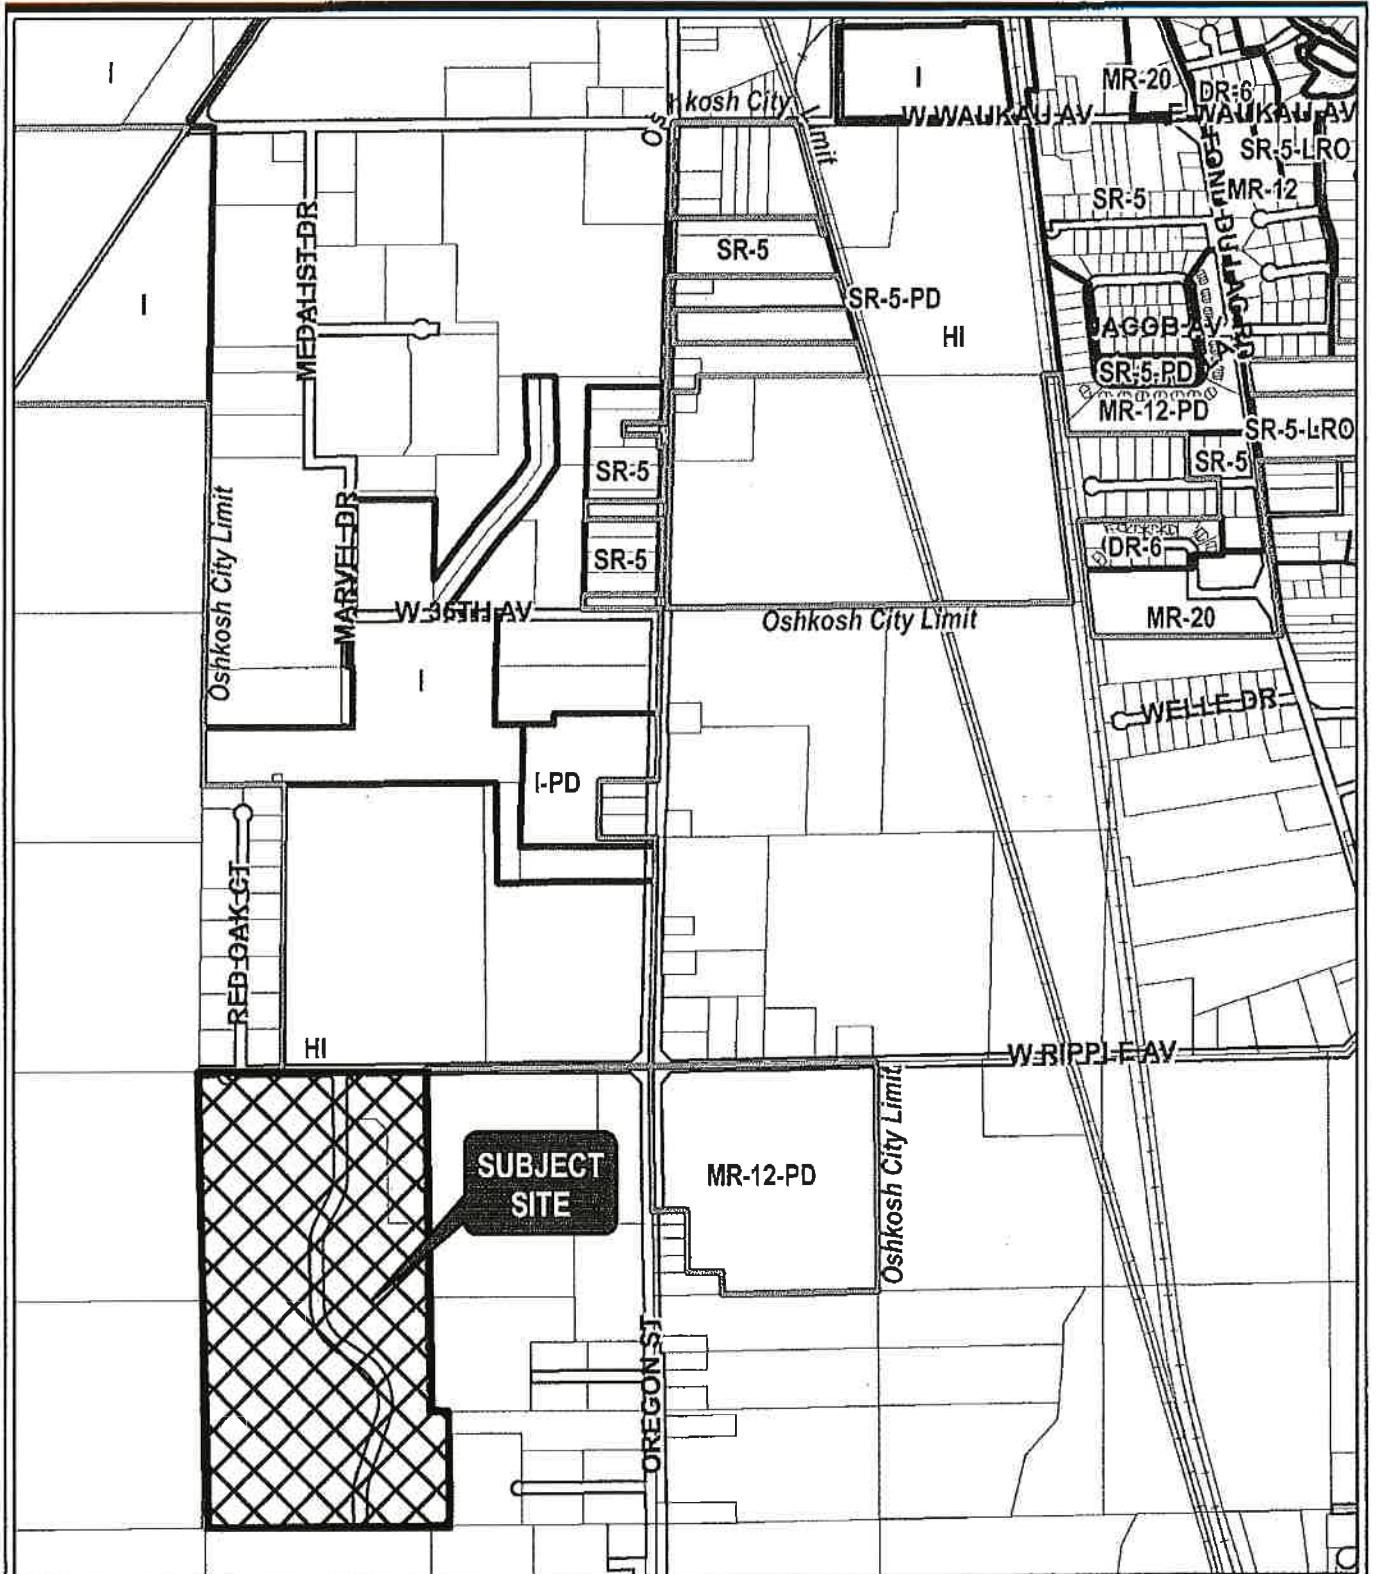 I
I
MR-20
DR-6
Oshkosh City Limit
W WAUKAU AV
E WAUKAU AV
SR-5-LRO
MR-12
SR-5
SR-5
MEDALIST DR
I
SR-5-PD
HI
SR-5-PD
MR-12-PD
SR-5-LRO
SR-5
SR-5
Oshkosh City Limit
MARVEL DR
SR-5
DR-6
W 36TH AV
Oshkosh City Limit
MR-20
I
WELLE DR
I-PD
RED OAK CT
HI
W RIPPLE AV
SUBJECT
SITE
MR-12-PD
Oshkosh City Limit
OREGON ST